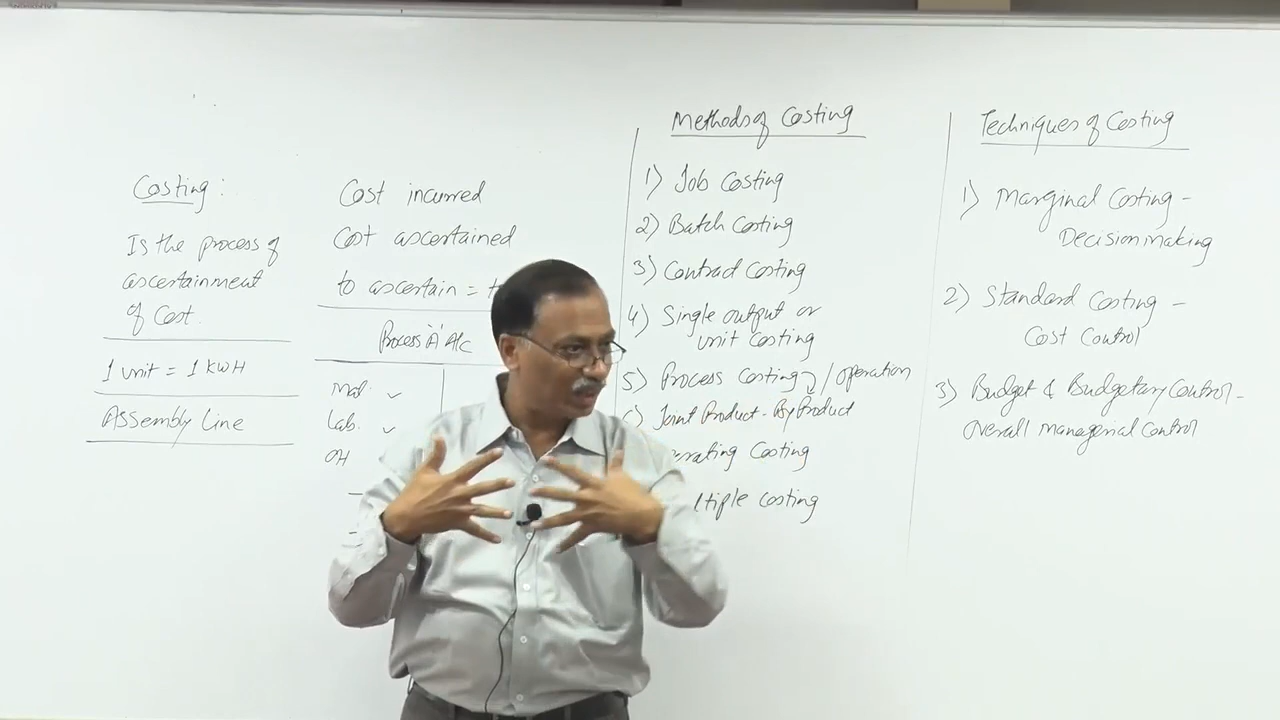 Costing:
Is the process of
ascertainment
of Cost.
1 unit = 1 KWH
Assembly Line
Cost incurred
Cost ascertained
to ascertain =
Process 'A' A/c
Mat.
Lab.
OH
Methods of Costing
1) Job Costing
2) Batch Costing
3) Contract Costing
4) Single output or
unit Costing
5) Process Costing / operation
Joint Product - By Product
Costing
Costing
Techniques of Costing
1) Marginal Costing -
Decision making
2) Standard Costing -
Cost Control
3) Budget & Budgetary Control -
overall managerial Control